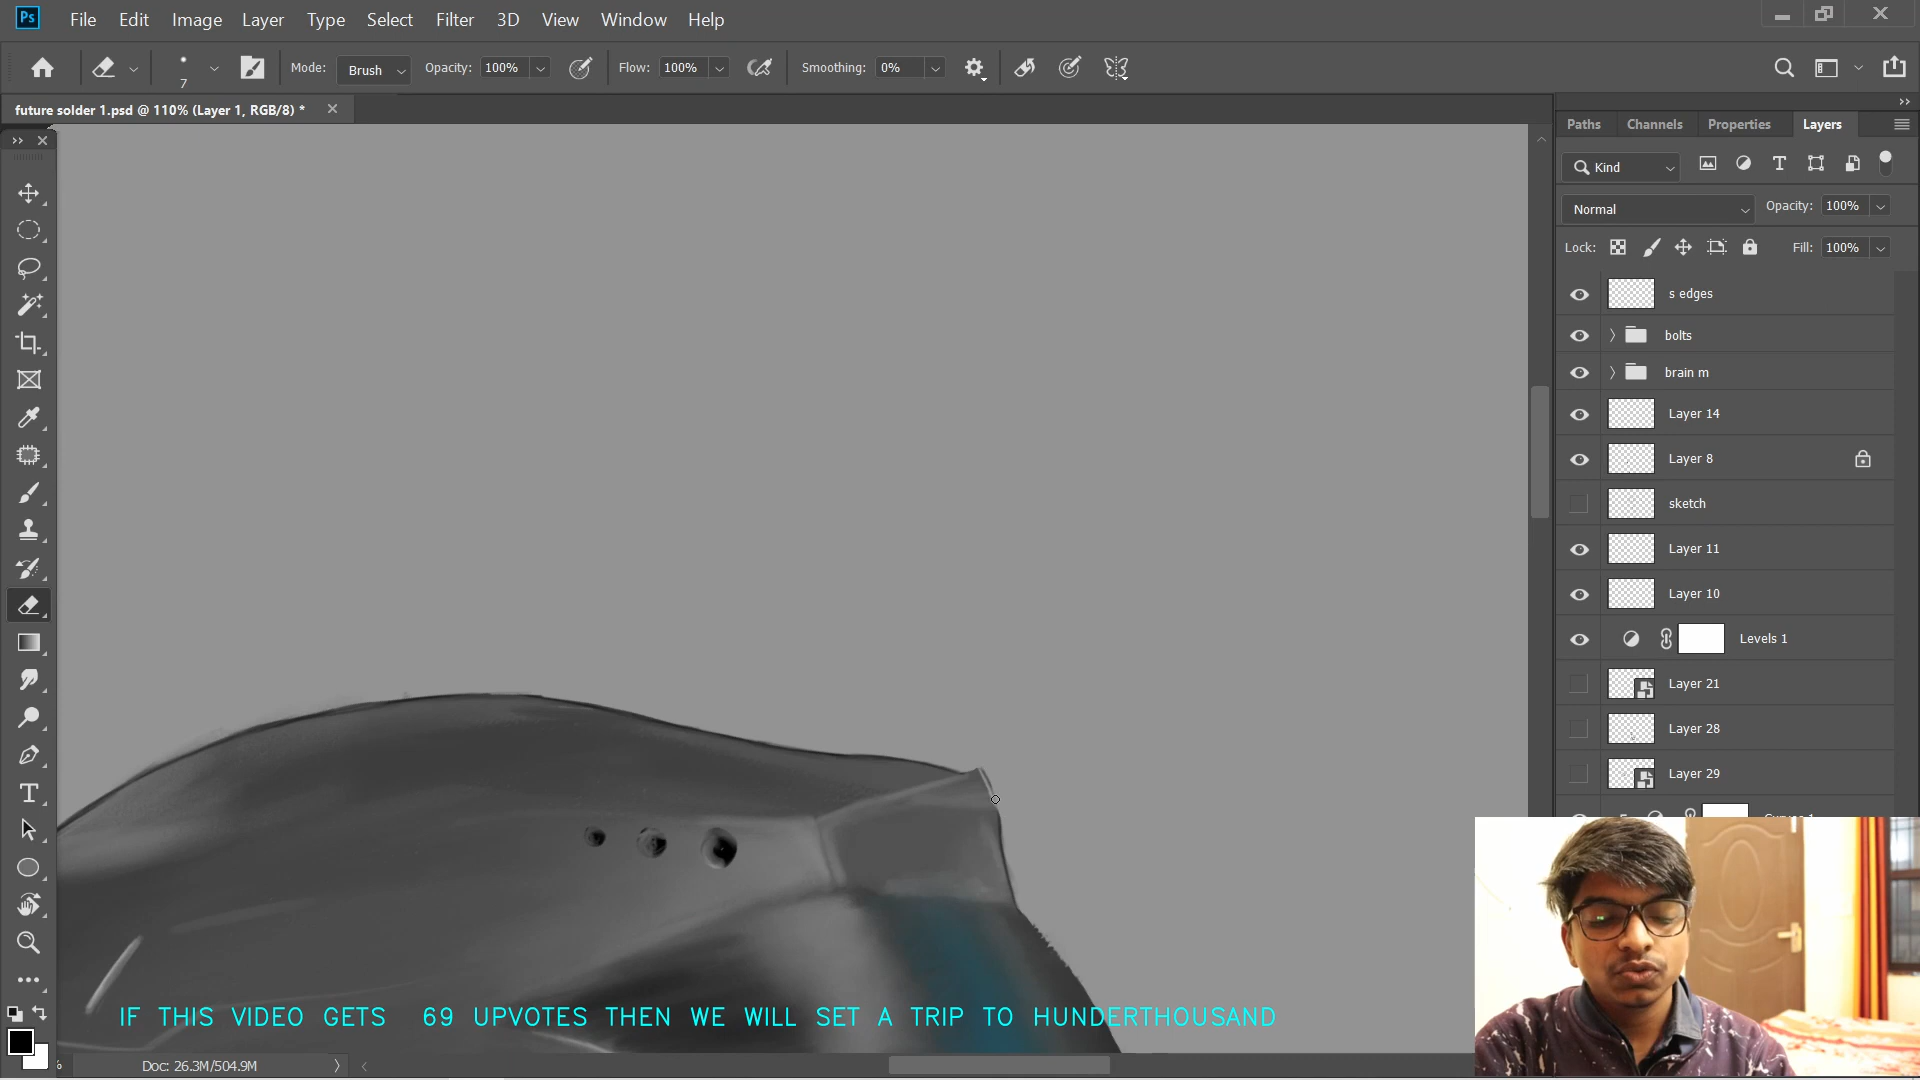 Ps File Edit Image Layer Type Select Filter 3D View Window Help
7 Mode: Brush Opacity: 100% Flow: 100% Smoothing: 0%
future solder 1.psd @ 110% (Layer 1, RGB/8) *
Paths Channels Properties Layers
Kind
Normal Opacity: 100%
Lock: Fill: 100%
s edges
bolts
brain m
Layer 14
Layer 8
sketch
Layer 11
Layer 10
Levels 1
Layer 21
Layer 28
Layer 29
IF THIS VIDEO GETS 69 UPVOTES THEN WE WILL SET A TRIP TO HUNDERTHOUSAND
% Doc: 26.3M/504.9M